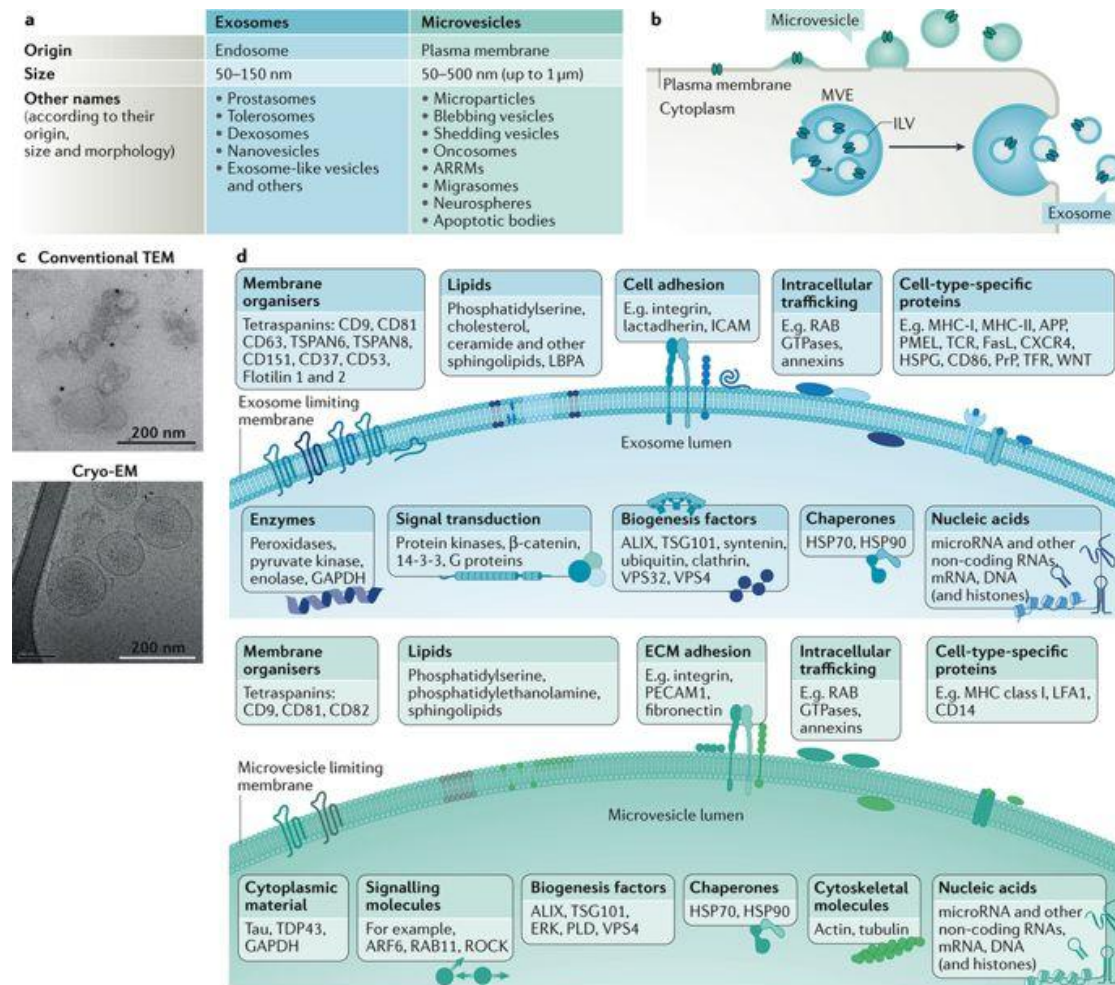 a
Exosomes
Microvesicles
Origin
Endosome
Plasma membrane
Size
50–150 nm
50–500 nm (up to 1 μm)
Other names
(according to their
origin,
size and morphology)
• Prostasomes
• Tolerosomes
• Dexosomes
• Nanovesicles
• Exosome-like vesicles
and others
• Microparticles
• Blebbing vesicles
• Shedding vesicles
• Oncosomes
• ARRMs
• Migrasomes
• Neurospheres
• Apoptotic bodies
b
Microvesicle
Plasma membrane
Cytoplasm
MVE
ILV
Exosome
c Conventional TEM
200 nm
Cryo-EM
200 nm
d
Membrane
organisers
Tetraspanins: CD9, CD81
CD63, TSPAN6, TSPAN8,
CD151, CD37, CD53,
Flotilin 1 and 2
Lipids
Phosphatidylserine,
cholesterol,
ceramide and other
sphingolipids, LBPA
Cell adhesion
E.g. integrin,
lactadherin, ICAM
Intracellular
trafficking
E.g. RAB
GTPases,
annexins
Cell-type-specific
proteins
E.g. MHC-I, MHC-II, APP,
PMEL, TCR, FasL, CXCR4,
HSPG, CD86, PrP, TFR, WNT
Exosome limiting
membrane
Exosome lumen
Enzymes
Peroxidases,
pyruvate kinase,
enolase, GAPDH
Signal transduction
Protein kinases, β-catenin,
14-3-3, G proteins
Biogenesis factors
ALIX, TSG101, syntenin,
ubiquitin, clathrin,
VPS32, VPS4
Chaperones
HSP70, HSP90
Nucleic acids
microRNA and other
non-coding RNAs,
mRNA, DNA
(and histones)
Membrane
organisers
Tetraspanins:
CD9, CD81, CD82
Lipids
Phosphatidylserine,
phosphatidylethanolamine,
sphingolipids
ECM adhesion
E.g. integrin,
PECAM1,
fibronectin
Intracellular
trafficking
E.g. RAB
GTPases,
annexins
Cell-type-specific
proteins
E.g. MHC class I, LFA1,
CD14
Microvesicle limiting
membrane
Microvesicle lumen
Cytoplasmic
material
Tau, TDP43,
GAPDH
Signalling
molecules
For example,
ARF6, RAB11, ROCK
Biogenesis factors
ALIX, TSG101,
ERK, PLD, VPS4
Chaperones
HSP70, HSP90
Cytoskeletal
molecules
Actin, tubulin
Nucleic acids
microRNA and other
non-coding RNAs,
mRNA, DNA
(and histones)